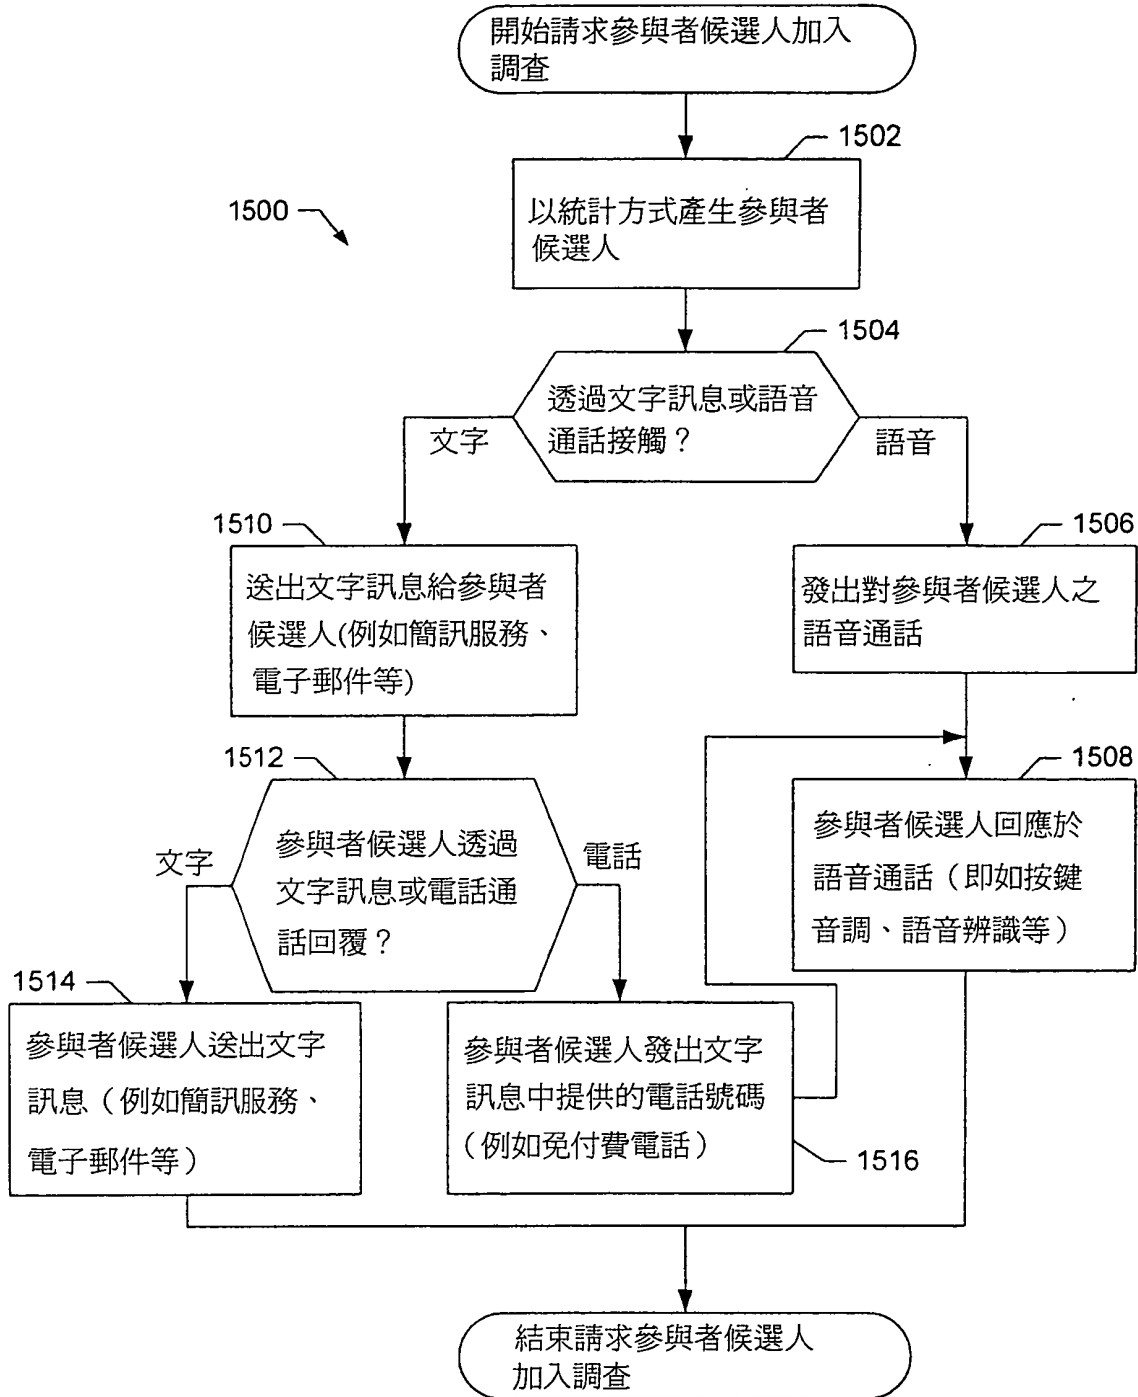 開始請求參與者候選人加入
調查
1502
以統計方式產生參與者
候選人
1500
1504
透過文字訊息或語音
通話接觸？
文字
語音
1510
送出文字訊息給參與者
候選人(例如簡訊服務、
電子郵件等)
1506
發出對參與者候選人之
語音通話
1512
參與者候選人透過
文字訊息或電話通
話回覆？
文字
電話
1508
參與者候選人回應於
語音通話（即如按鍵
音調、語音辨識等）
1514
參與者候選人送出文字
訊息（例如簡訊服務、
電子郵件等）
參與者候選人發出文字
訊息中提供的電話號碼
（例如免付費電話）
1516
結束請求參與者候選人
加入調查